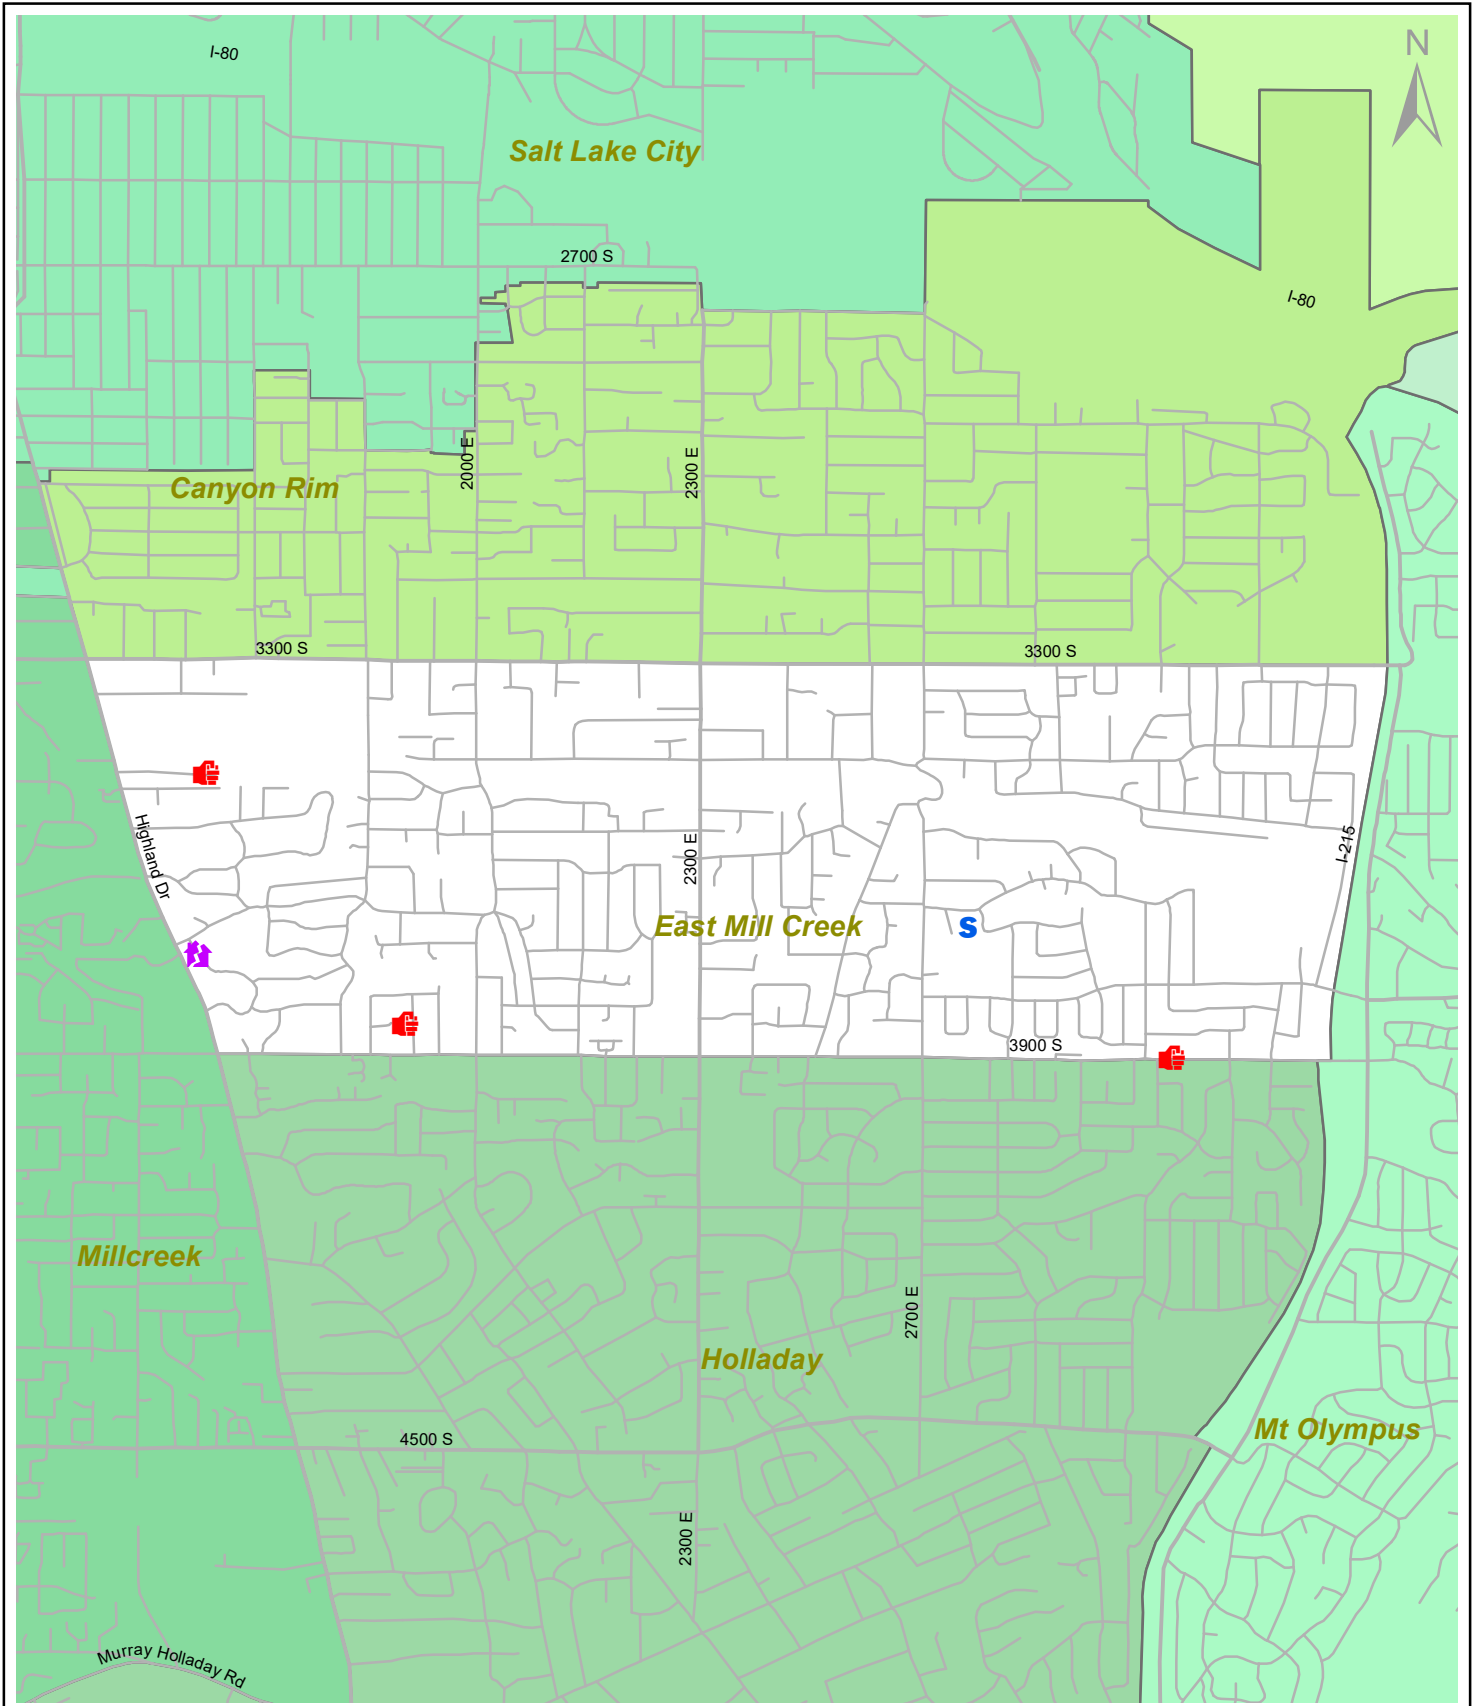 I-80
N
Salt Lake City
2700 S
I-80
2000 E
2300 E
Canyon Rim
3300 S
3300 S
Highland Dr
2300 E
I-215
East Mill Creek
S
3900 S
Millcreek
2700 E
Holladay
4500 S
Mt Olympus
2300 E
Murray Holladay Rd